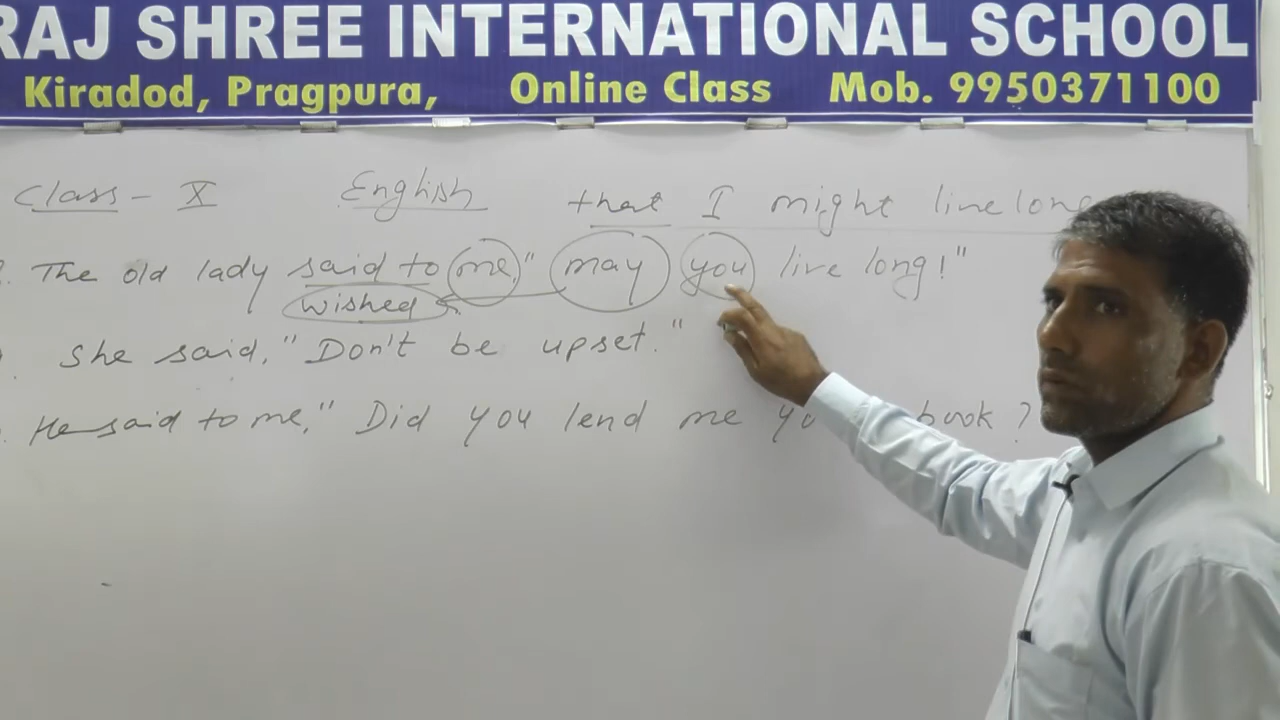 RAJ SHREE INTERNATIONAL SCHOOL
Kiradod, Pragpura, Online Class Mob. 9950371100
Class - X English that I might live long
The old lady said to me," may you live long!"
wished
She said, "Don't be upset."
He said to me," Did you lend me book ?